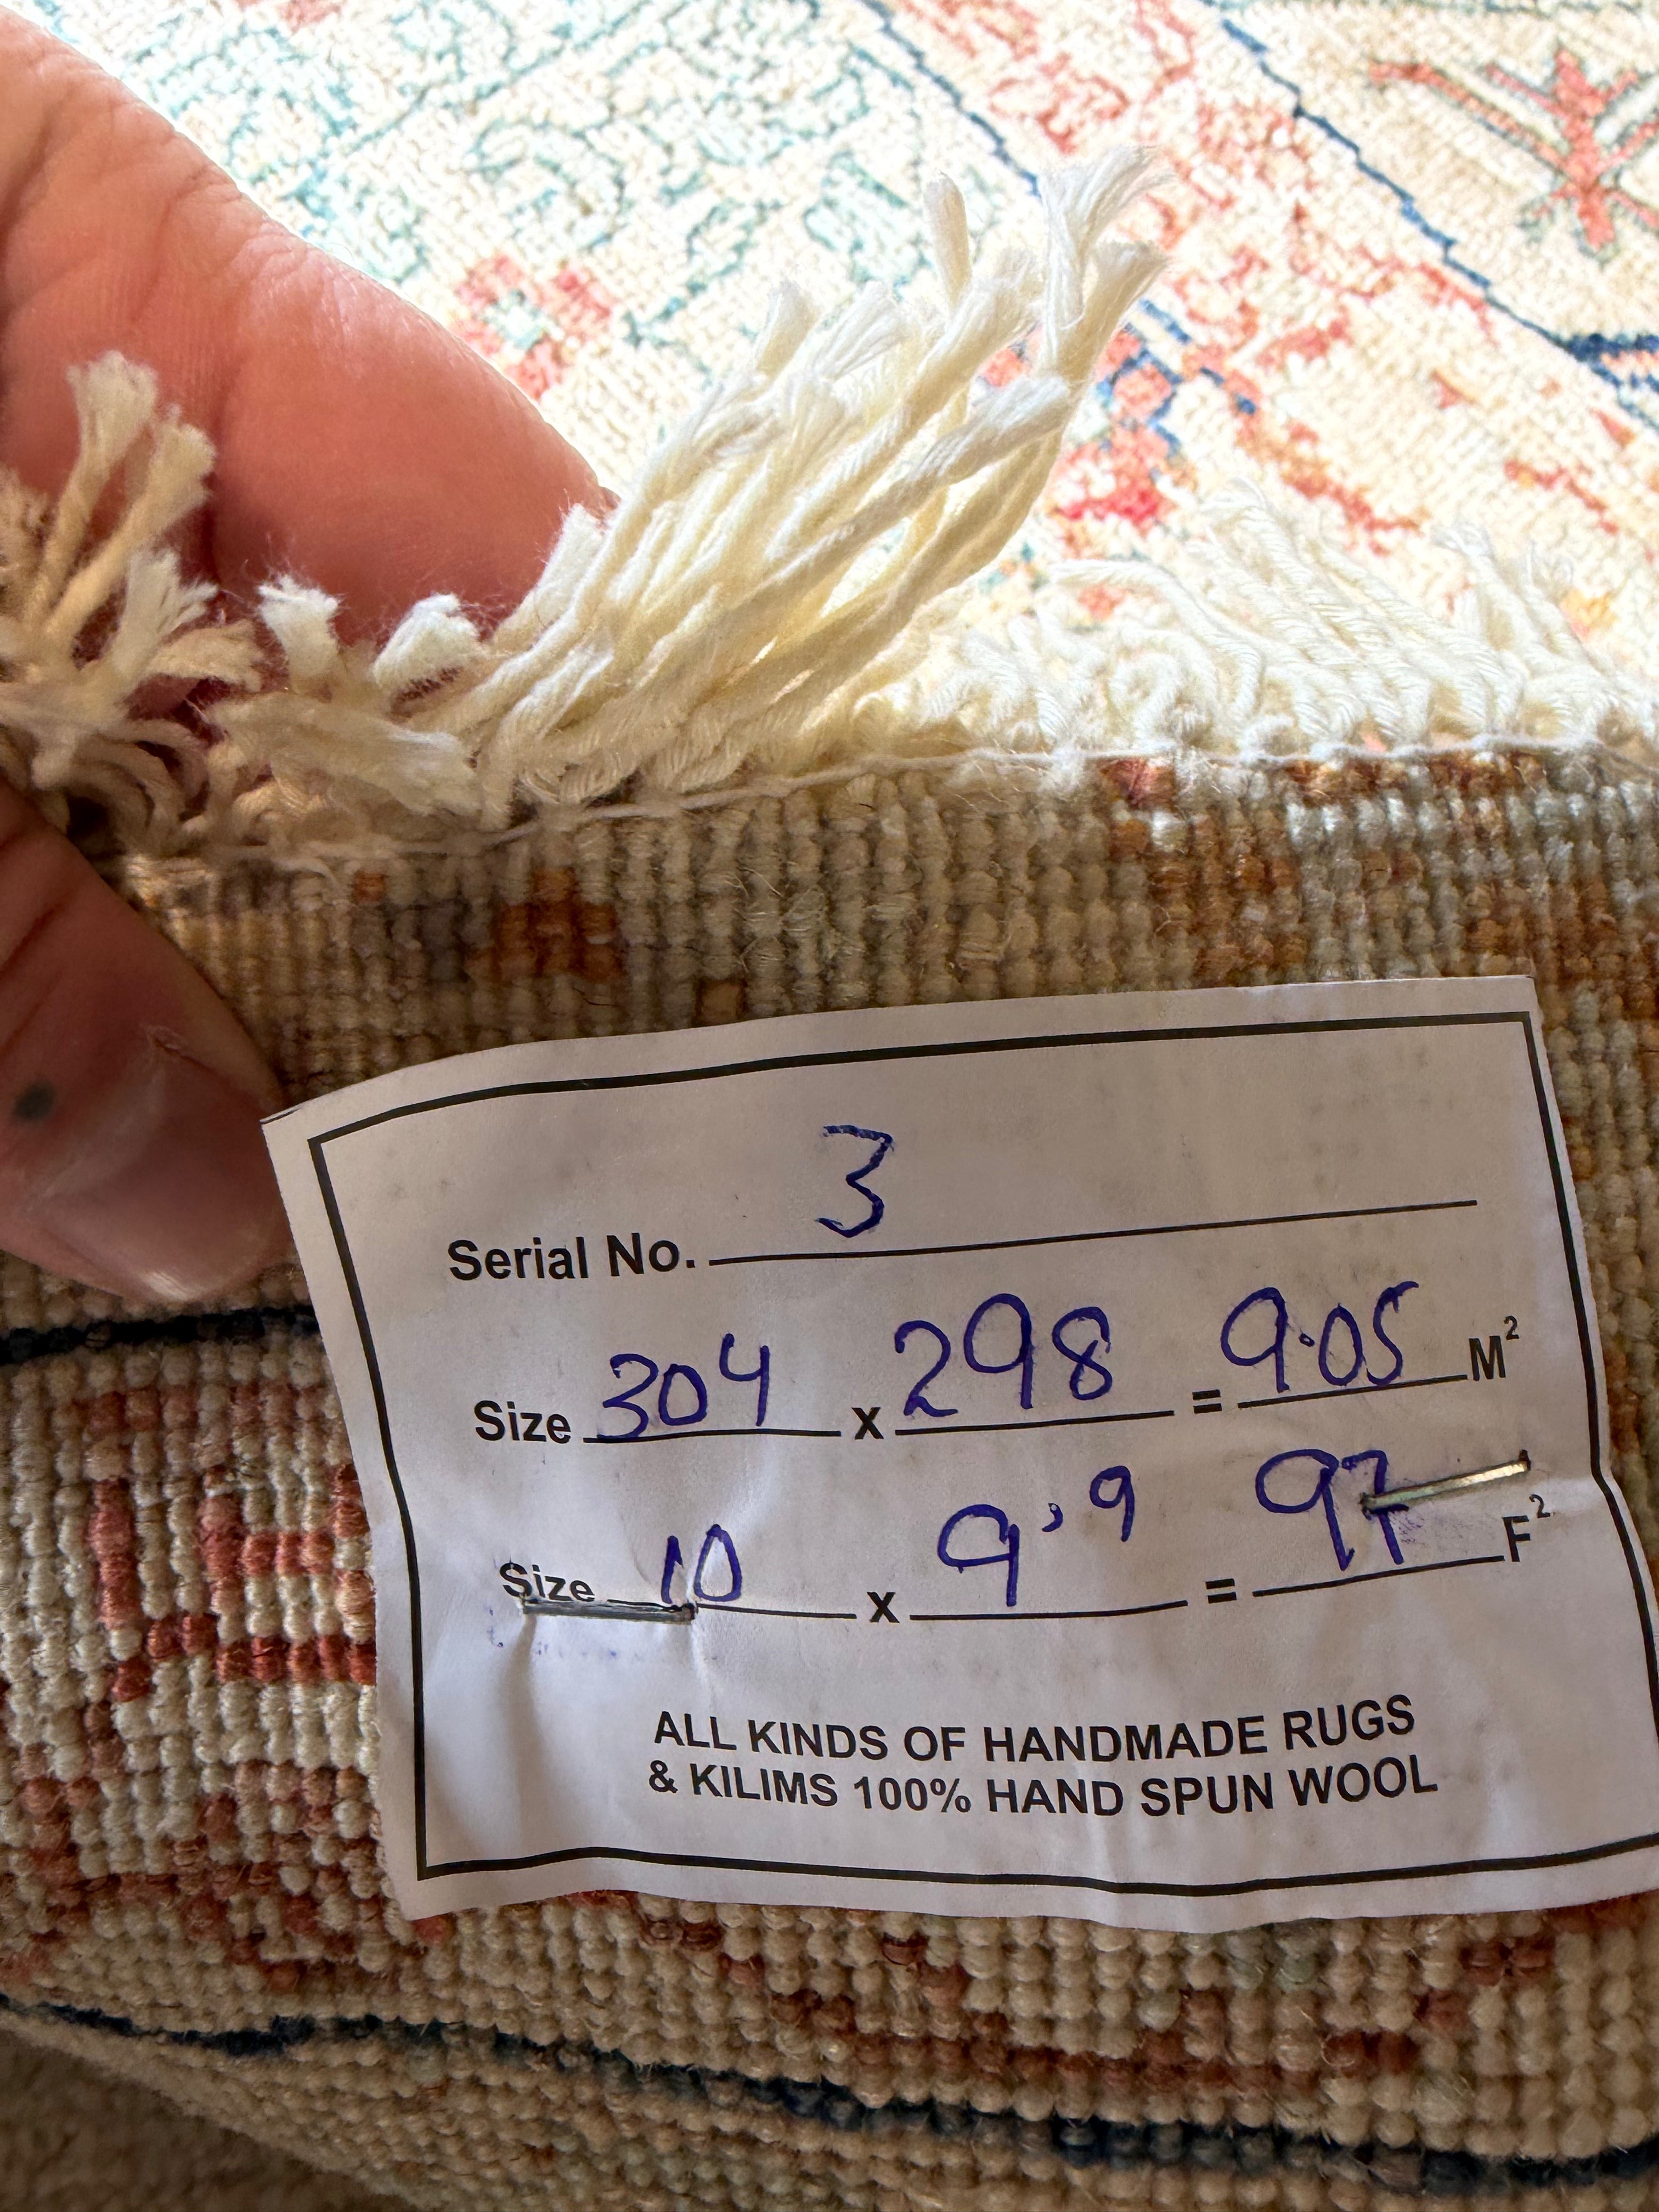 Serial No. 3
Size 304 x 298 = 9.05 M²
Size 10 x 9'9 = 97 F²
ALL KINDS OF HANDMADE RUGS
& KILIMS 100% HAND SPUN WOOL